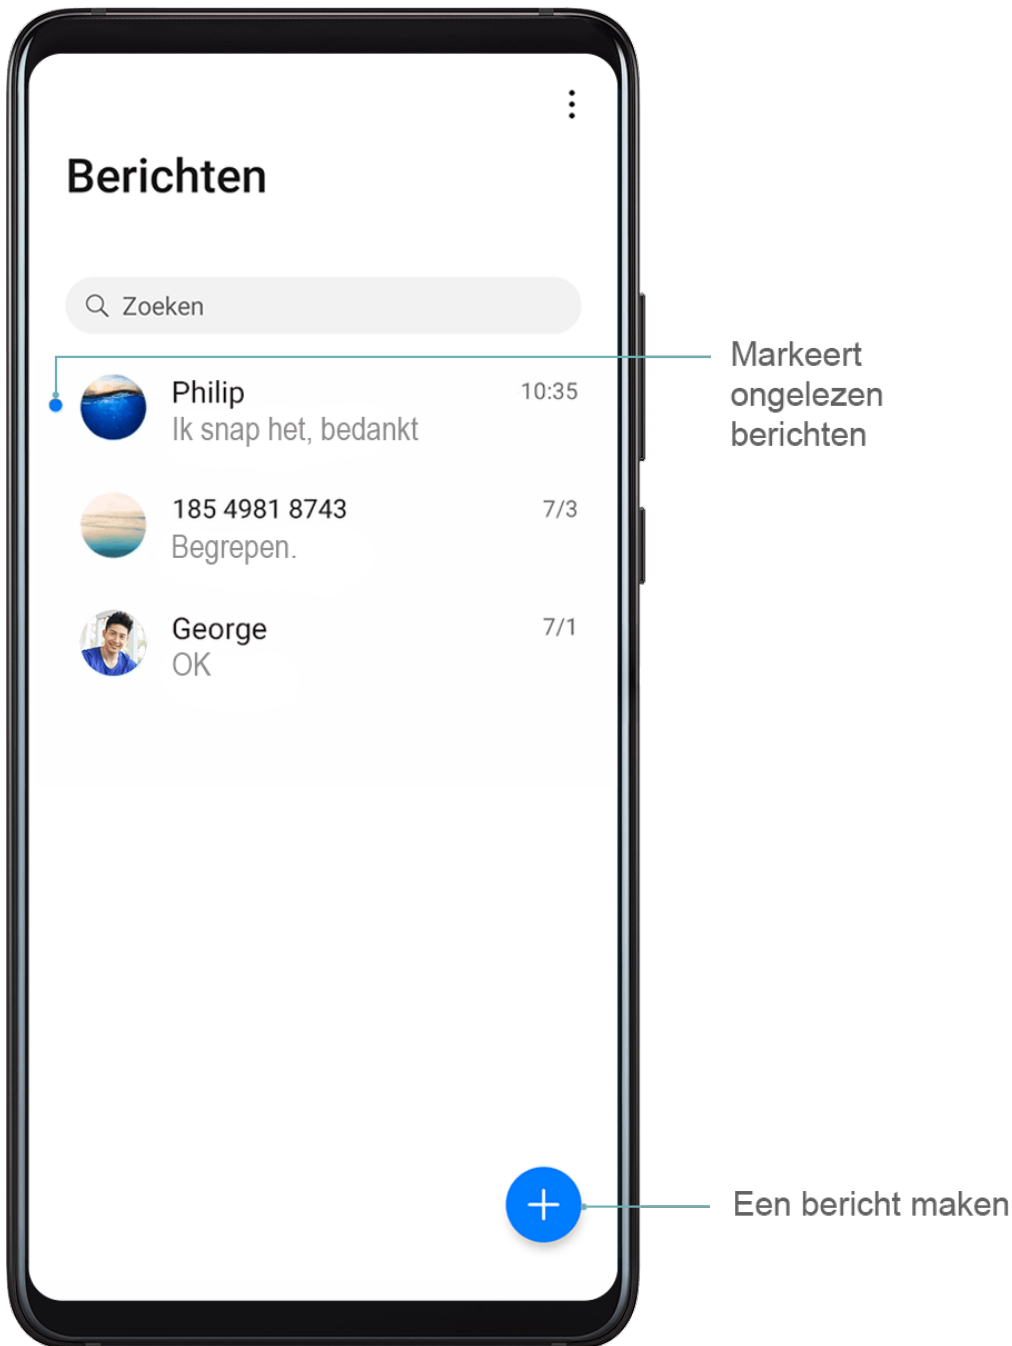 Berichten
Zoeken
Philip 10:35
Ik snap het, bedankt
185 4981 8743 7/3
Begrepen.
George 7/1
OK
Markeert
ongelezen
berichten
Een bericht maken